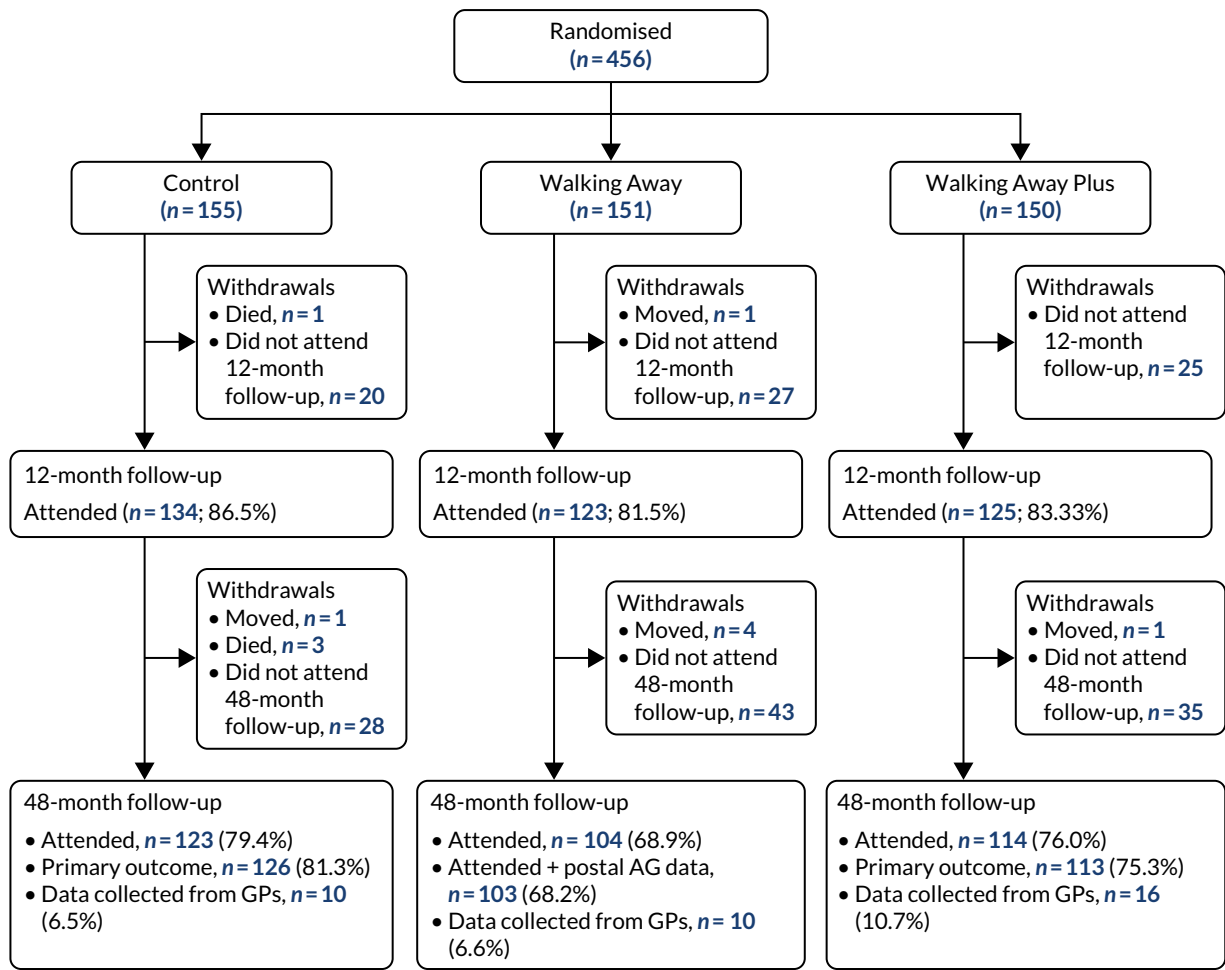 Randomised
(n = 456)
Control
(n = 155)
Walking Away
(n = 151)
Walking Away Plus
(n = 150)
Withdrawals
• Died, n = 1
• Did not attend
12-month
follow-up, n = 20
Withdrawals
• Moved, n = 1
• Did not attend
12-month
follow-up, n = 27
Withdrawals
• Did not attend
12-month
follow-up, n = 25
12-month follow-up
Attended (n = 134; 86.5%)
12-month follow-up
Attended (n = 123; 81.5%)
12-month follow-up
Attended (n = 125; 83.33%)
Withdrawals
• Moved, n = 1
• Died, n = 3
• Did not attend
48-month
follow-up, n = 28
Withdrawals
• Moved, n = 4
• Did not attend
48-month
follow-up, n = 43
Withdrawals
• Moved, n = 1
• Did not attend
48-month
follow-up, n = 35
48-month follow-up
• Attended, n = 123 (79.4%)
• Primary outcome, n = 126 (81.3%)
• Data collected from GPs, n = 10
(6.5%)
48-month follow-up
• Attended, n = 104 (68.9%)
• Attended + postal AG data,
n = 103 (68.2%)
• Data collected from GPs, n = 10
(6.6%)
48-month follow-up
• Attended, n = 114 (76.0%)
• Primary outcome, n = 113 (75.3%)
• Data collected from GPs, n = 16
(10.7%)